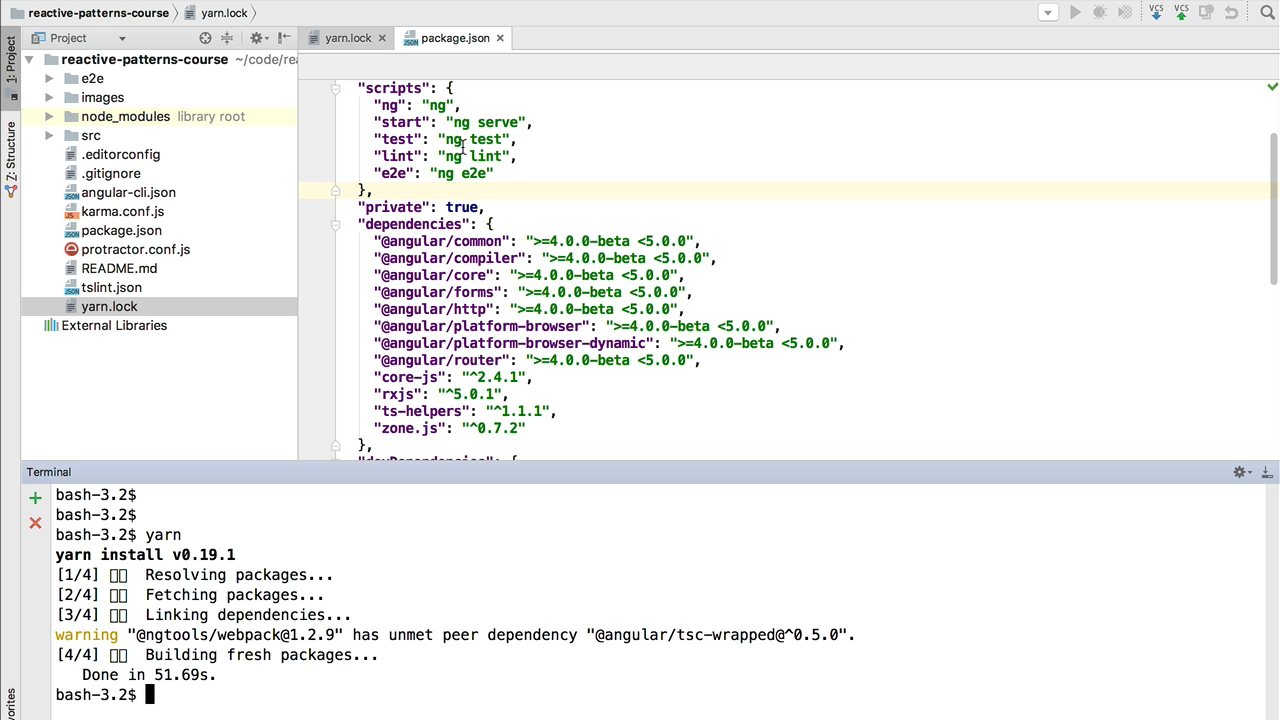 reactive-patterns-course yarn.lock
VCS VCS
1: Project
Z: Structure
vorites
Project
reactive-patterns-course ~/code/rea
e2e
images
node_modules library root
src
.editorconfig
.gitignore
angular-cli.json
karma.conf.js
package.json
protractor.conf.js
README.md
tslint.json
yarn.lock
External Libraries
yarn.lock package.json
"scripts": {
"ng": "ng",
"start": "ng serve",
"test": "ng test",
"lint": "ng lint",
"e2e": "ng e2e"
},
"private": true,
"dependencies": {
"@angular/common": ">=4.0.0-beta <5.0.0",
"@angular/compiler": ">=4.0.0-beta <5.0.0",
"@angular/core": ">=4.0.0-beta <5.0.0",
"@angular/forms": ">=4.0.0-beta <5.0.0",
"@angular/http": ">=4.0.0-beta <5.0.0",
"@angular/platform-browser": ">=4.0.0-beta <5.0.0",
"@angular/platform-browser-dynamic": ">=4.0.0-beta <5.0.0",
"@angular/router": ">=4.0.0-beta <5.0.0",
"core-js": "^2.4.1",
"rxjs": "^5.0.1",
"ts-helpers": "^1.1.1",
"zone.js": "^0.7.2"
},
"devDependencies": {
Terminal
bash-3.2$
bash-3.2$
bash-3.2$ yarn
yarn install v0.19.1
[1/4] Resolving packages...
[2/4] Fetching packages...
[3/4] Linking dependencies...
warning "@ngtools/webpack@1.2.9" has unmet peer dependency "@angular/tsc-wrapped@^0.5.0".
[4/4] Building fresh packages...
Done in 51.69s.
bash-3.2$